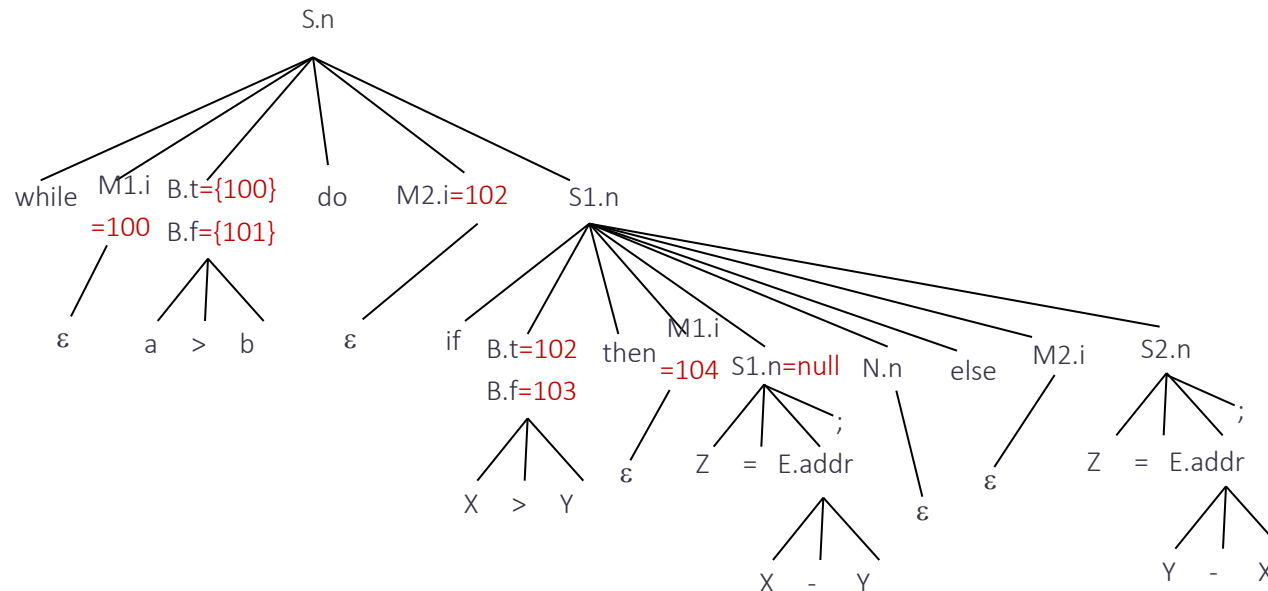 S.n
while M1.i B.t={100} do M2.i=102 S1.n
=100 B.f={101}
ε a > b ε if B.t=102 then M1.i S1.n=null N.n else M2.i S2.n
B.f=103 =104
; ;
Z = E.addr Z = E.addr
X > Y ε ε ε
X - Y Y - X